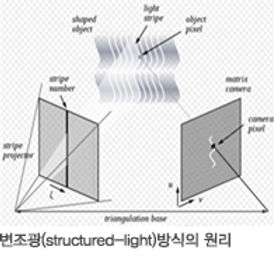 shaped
object
light
stripe
object
pixel
stripe
number
matrix
camera
stripe
projector
camera
pixel
u
v
triangulation base
변조광(structured-light)방식의 원리